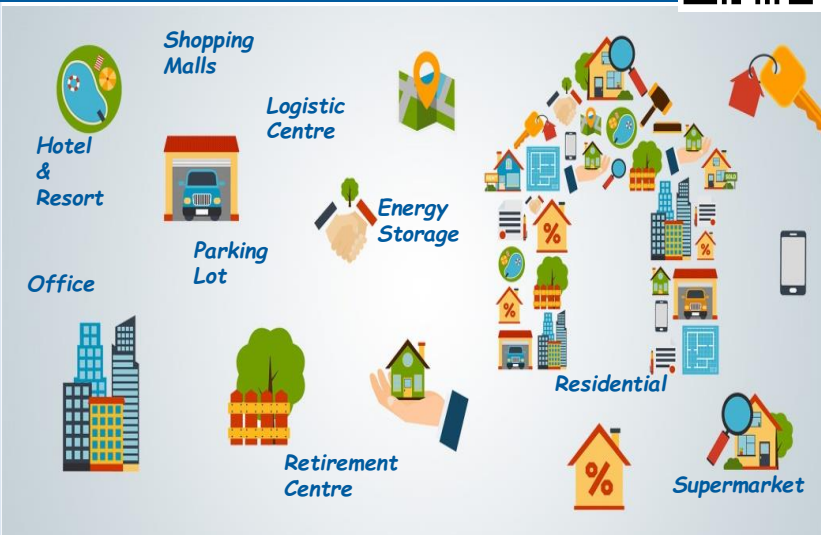 Shopping
Malls
Logistic
Centre
Hotel
&
Resort
Energy
Storage
Parking
Lot
Office
Residential
Retirement
Centre
Supermarket
%
%
%
%
%